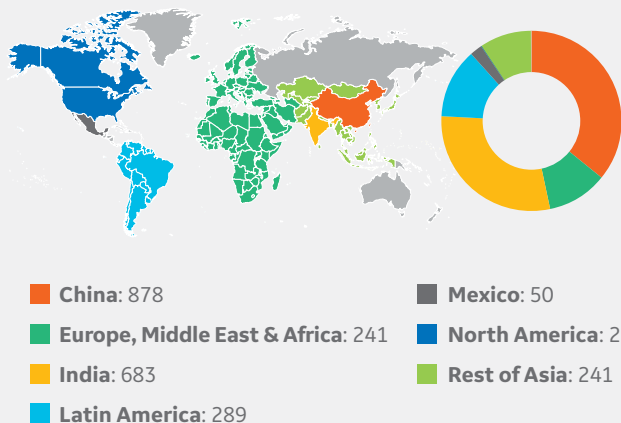 China: 878
Europe, Middle East & Africa: 241
India: 683
Latin America: 289
Mexico: 50
North America: 2
Rest of Asia: 241